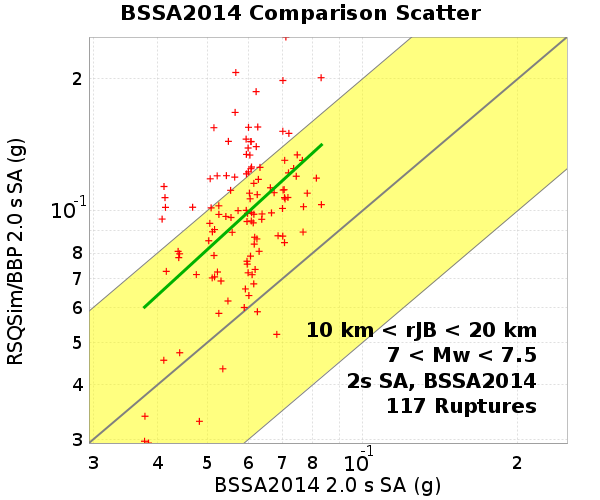 BSSA2014 Comparison Scatter
RSQSim/BBP 2.0 s SA (g)
2
10⁻¹
8
7
6
5
4
3
10 km < rJB < 20 km
7 < Mw < 7.5
2s SA, BSSA2014
117 Ruptures
3 4 5 6 7 8 10⁻¹ 2
BSSA2014 2.0 s SA (g)